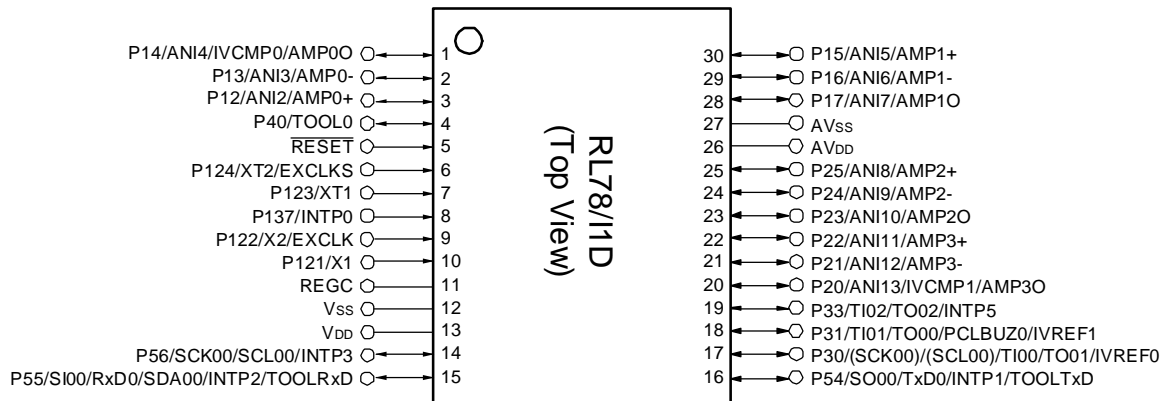 P14/ANI4/IVCMP0/AMP0O 1
P13/ANI3/AMP0- 2
P12/ANI2/AMP0+ 3
P40/TOOL0 4
RESET 5
P124/XT2/EXCLKS 6
P123/XT1 7
P137/INTP0 8
P122/X2/EXCLK 9
P121/X1 10
REGC 11
VSS 12
VDD 13
P56/SCK00/SCL00/INTP3 14
P55/SI00/RxD0/SDA00/INTP2/TOOLRxD 15
RL78/I1D
(Top View)
30 P15/ANI5/AMP1+
29 P16/ANI6/AMP1-
28 P17/ANI7/AMP1O
27 AVSS
26 AVDD
25 P25/ANI8/AMP2+
24 P24/ANI9/AMP2-
23 P23/ANI10/AMP2O
22 P22/ANI11/AMP3+
21 P21/ANI12/AMP3-
20 P20/ANI13/IVCMP1/AMP3O
19 P33/TI02/TO02/INTP5
18 P31/TI01/TO00/PCLBUZ0/IVREF1
17 P30/(SCK00)/(SCL00)/TI00/TO01/IVREF0
16 P54/SO00/TxD0/INTP1/TOOLTxD